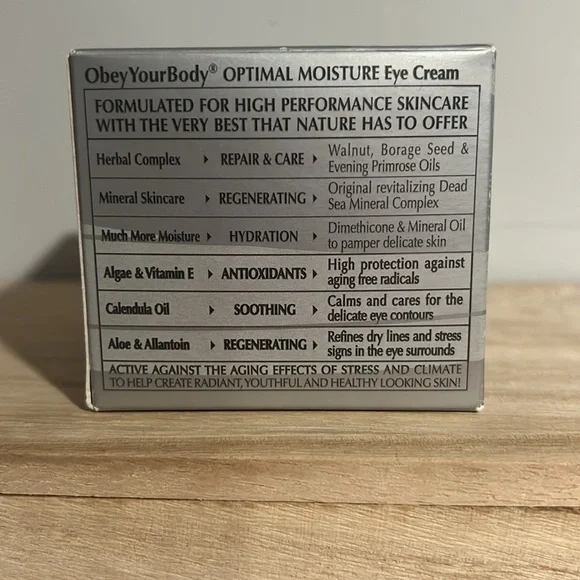 ObeyYourBody® OPTIMAL MOISTURE Eye Cream
FORMULATED FOR HIGH PERFORMANCE SKINCARE
WITH THE VERY BEST THAT NATURE HAS TO OFFER
Herbal Complex ▸ REPAIR & CARE ▸ Walnut, Borage Seed &
Evening Primrose Oils
Mineral Skincare ▸ REGENERATING ▸ Original revitalizing Dead
Sea Mineral Complex
Much More Moisture ▸ HYDRATION ▸ Dimethicone & Mineral Oil
to pamper delicate skin
Algae & Vitamin E ▸ ANTIOXIDANTS ▸ High protection against
aging free radicals
Calendula Oil ▸ SOOTHING ▸ Calms and cares for the
delicate eye contours
Aloe & Allantoin ▸ REGENERATING ▸ Refines dry lines and stress
signs in the eye surrounds
ACTIVE AGAINST THE AGING EFFECTS OF STRESS AND CLIMATE
TO HELP CREATE RADIANT, YOUTHFUL AND HEALTHY LOOKING SKIN!